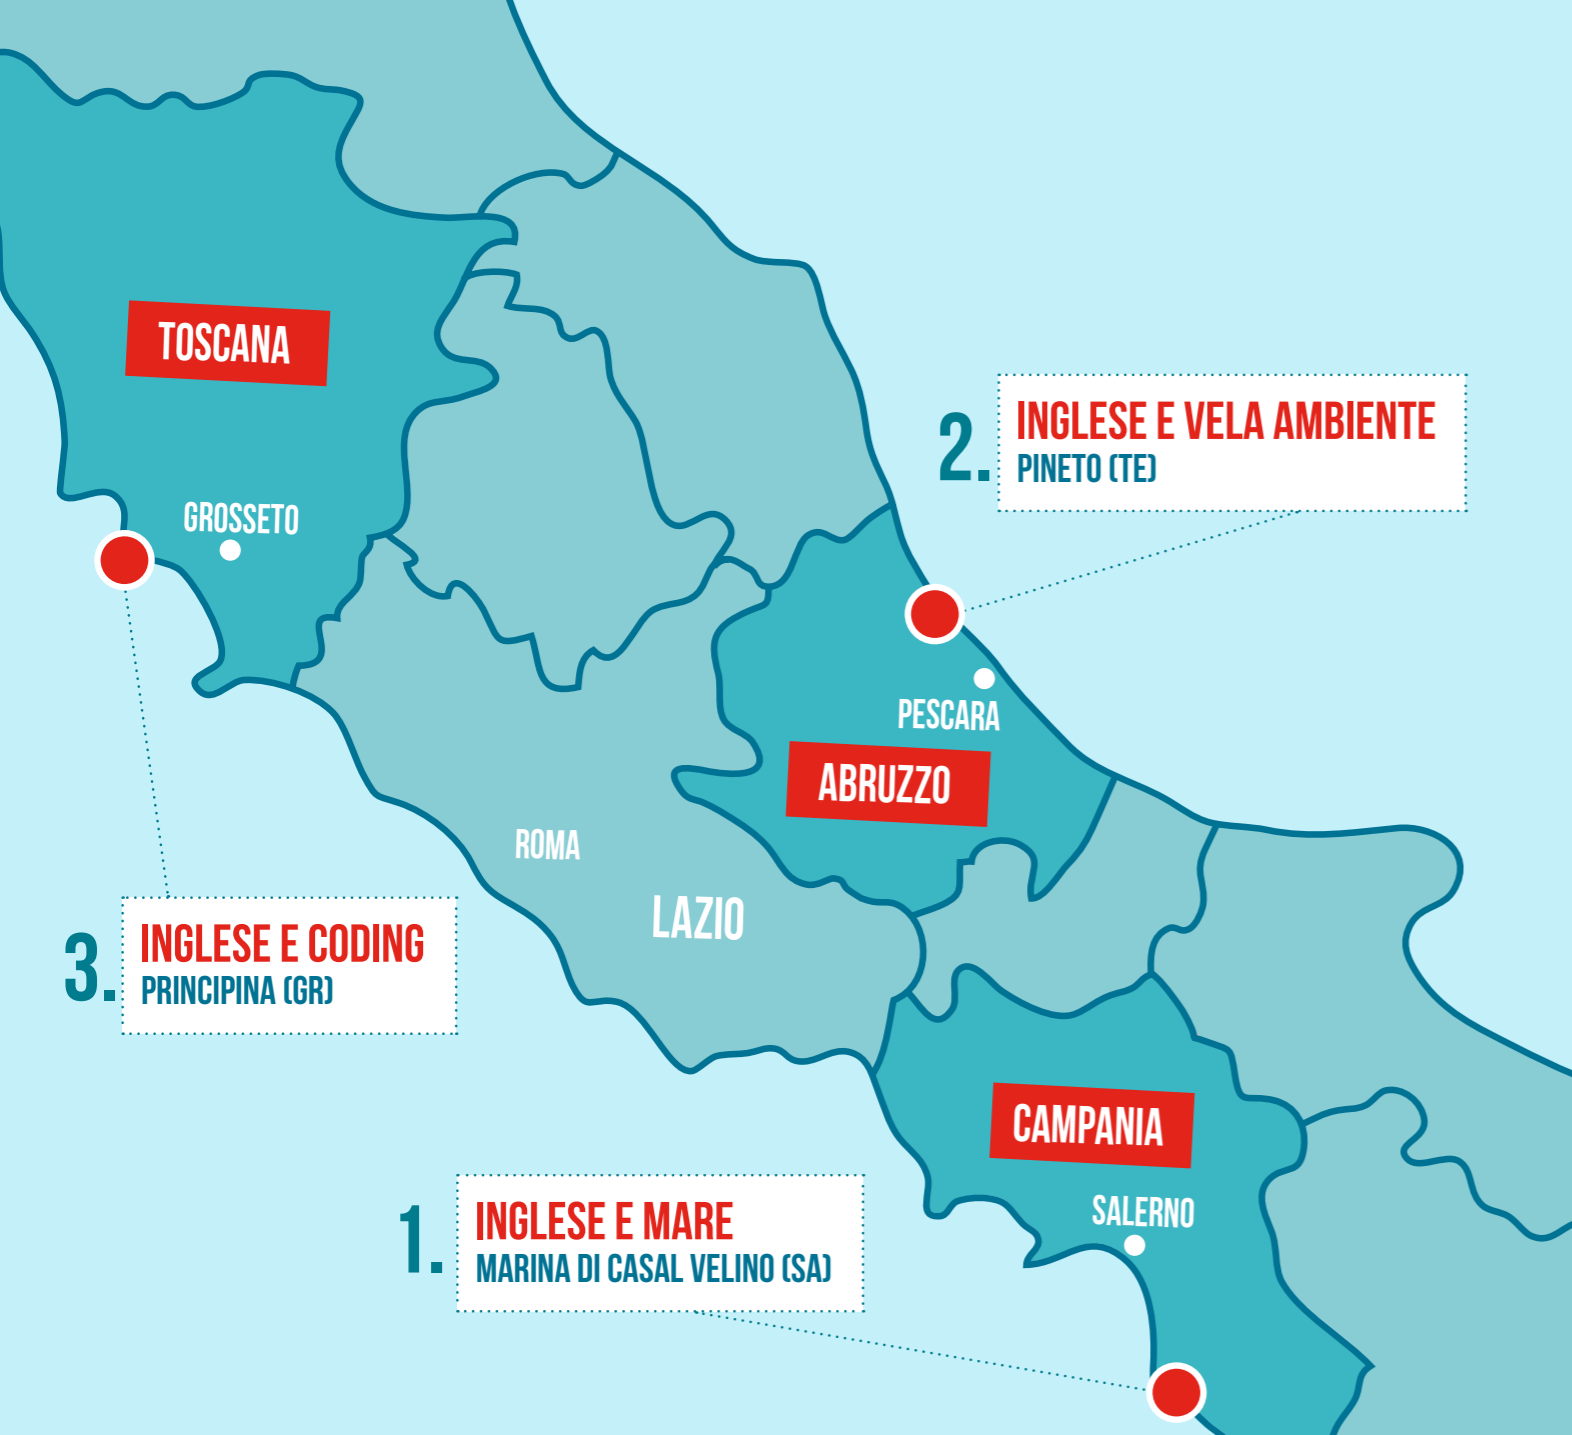 TOSCANA
2.
INGLESE E VELA AMBIENTE
PINETO (TE)
GROSSETO
PESCARA
ABRUZZO
ROMA
LAZIO
3.
INGLESE E CODING
PRINCIPINA (GR)
CAMPANIA
SALERNO
1.
INGLESE E MARE
MARINA DI CASAL VELINO (SA)